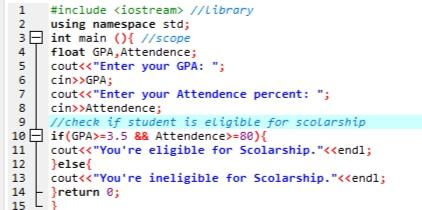 1 #include <iostream> //library
2 using namespace std;
3 int main (){ //scope
4 float GPA,Attendence;
5 cout<<"Enter your GPA: ";
6 cin>>GPA;
7 cout<<"Enter your Attendence percent: ";
8 cin>>Attendence;
9 //check if student is eligible for scolarship
10 if(GPA>=3.5 && Attendence>=80){
11 cout<<"You're eligible for Scolarship."<<endl;
12 }else{
13 cout<<"You're ineligible for Scolarship."<<endl;
14 }return 0;
15 }